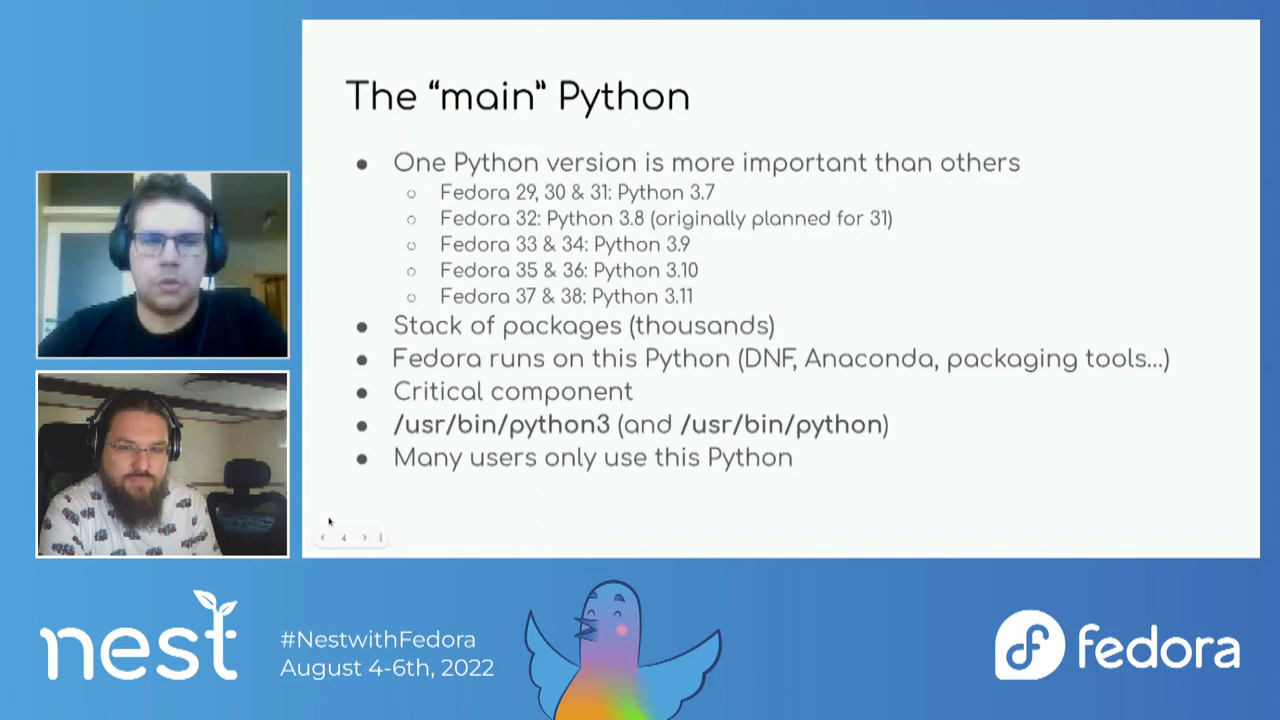 The “main” Python
● One Python version is more important than others
○ Fedora 29, 30 & 31: Python 3.7
○ Fedora 32: Python 3.8 (originally planned for 31)
○ Fedora 33 & 34: Python 3.9
○ Fedora 35 & 36: Python 3.10
○ Fedora 37 & 38: Python 3.11
● Stack of packages (thousands)
● Fedora runs on this Python (DNF, Anaconda, packaging tools...)
● Critical component
● /usr/bin/python3 (and /usr/bin/python)
● Many users only use this Python
4
nest
#NestwithFedora
August 4-6th, 2022
fedora